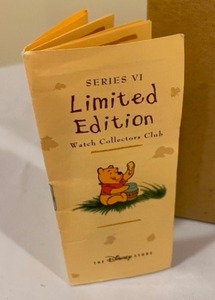 SERIES VI
Limited
Edition
Watch Collectors Club
THE Disney STORE